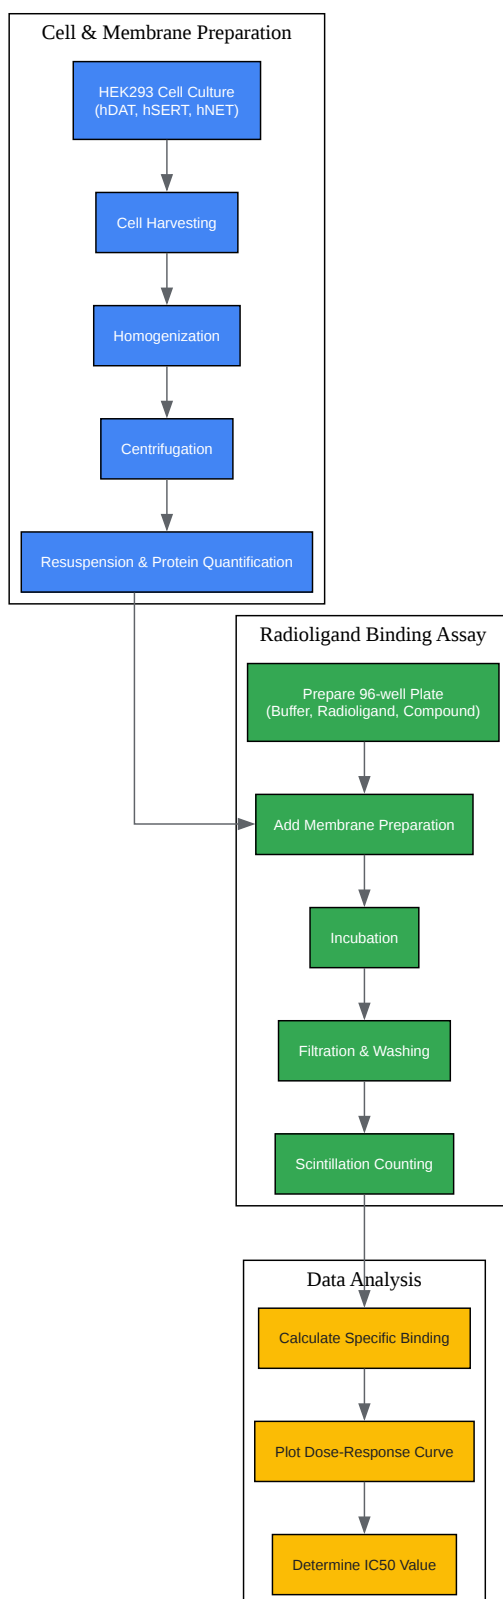 Cell & Membrane Preparation
HEK293 Cell Culture
(hDAT, hSERT, hNET)
Cell Harvesting
Homogenization
Centrifugation
Resuspension & Protein Quantification
Radioligand Binding Assay
Prepare 96-well Plate
(Buffer, Radioligand, Compound)
Add Membrane Preparation
Incubation
Filtration & Washing
Scintillation Counting
Data Analysis
Calculate Specific Binding
Plot Dose-Response Curve
Determine IC50 Value